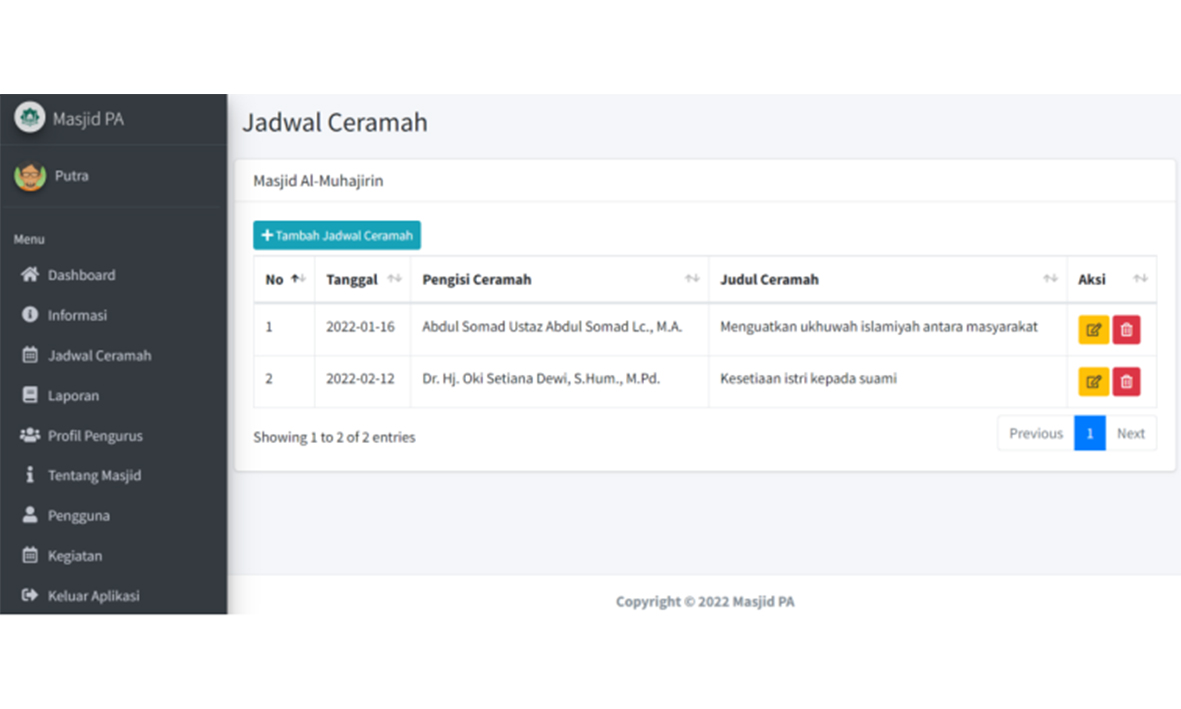 Masjid PA
Putra
Menu
Dashboard
Informasi
Jadwal Ceramah
Laporan
Profil Pengurus
Tentang Masjid
Pengguna
Kegiatan
Keluar Aplikasi
Jadwal Ceramah
Masjid Al-Muhajirin
+ Tambah Jadwal Ceramah
No Tanggal Pengisi Ceramah Judul Ceramah Aksi
1 2022-01-16 Abdul Somad Ustaz Abdul Somad Lc., M.A. Menguatkan ukhuwah islamiyah antara masyarakat
2 2022-02-12 Dr. Hj. Oki Setiana Dewi, S.Hum., M.Pd. Kesetiaan istri kepada suami
Showing 1 to 2 of 2 entries
Previous 1 Next
Copyright © 2022 Masjid PA